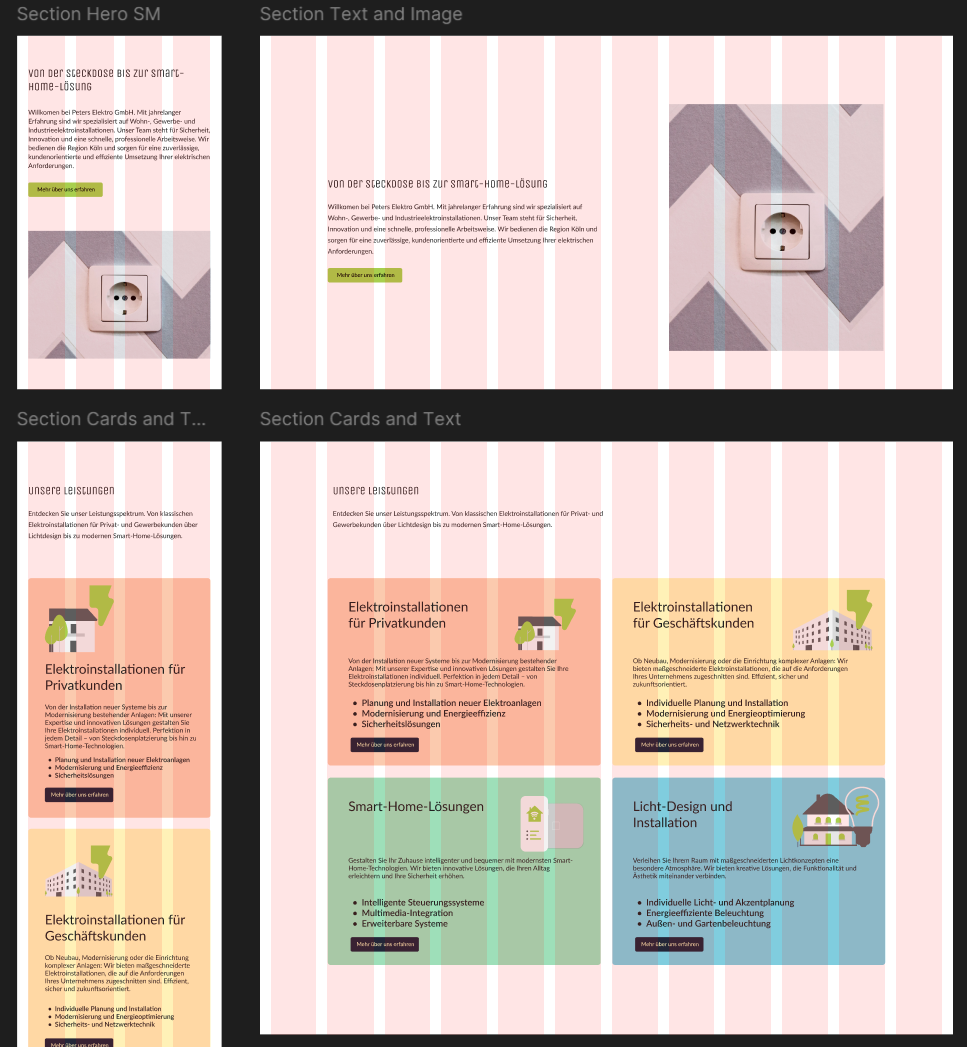 Section Hero SM
Von der Steckdose bis zur Smart-
Home-Lösung
Willkomen bei Peters Elektro GmbH. Mit jahrelanger
Erfahrung sind wir spezialisiert auf Wohn-, Gewerbe- und
Industrieelektroinstallationen. Unser Team steht für Sicherheit,
Innovation und eine schnelle, professionelle Arbeitsweise. Wir
bedienen die Region Köln und sorgen für eine zuverlässige,
kundenorientierte und effiziente Umsetzung Ihrer elektrischen
Anforderungen.
Mehr über uns erfahren
Section Text and Image
Von der Steckdose bis zur Smart-Home-Lösung
Willkomen bei Peters Elektro GmbH. Mit jahrelanger Erfahrung sind wir spezialisiert auf
Wohn-, Gewerbe- und Industrieelektroinstallationen. Unser Team steht für Sicherheit,
Innovation und eine schnelle, professionelle Arbeitsweise. Wir bedienen die Region Köln und
sorgen für eine zuverlässige, kundenorientierte und effiziente Umsetzung Ihrer elektrischen
Anforderungen.
Mehr über uns erfahren
Section Cards and T...
Unsere Leistungen
Entdecken Sie unser Leistungsspektrum. Von klassischen
Elektroinstallationen für Privat- und Gewerbekunden über
Lichtdesign bis zu modernen Smart-Home-Lösungen.
Elektroinstallationen für
Privatkunden
Von der Installation neuer Systeme bis zur
Modernisierung bestehender Anlagen: Mit unserer
Expertise und innovativen Lösungen gestalten Sie
Ihre Elektroinstallationen individuell. Perfektion in
jedem Detail – von Steckdosenplatzierung bis hin zu
Smart-Home-Technologien.
• Planung und Installation neuer Elektroanlagen
• Modernisierung und Energieeffizienz
• Sicherheitslösungen
Mehr über uns erfahren
Elektroinstallationen für
Geschäftskunden
Ob Neubau, Modernisierung oder die Einrichtung
komplexer Anlagen: Wir bieten maßgeschneiderte
Elektroinstallationen, die auf die Anforderungen
Ihres Unternehmens zugeschnitten sind. Effizient,
sicher und zukunftsorientiert.
• Individuelle Planung und Installation
• Modernisierung und Energieoptimierung
• Sicherheits- und Netzwerktechnik
Mehr über uns erfahren
Section Cards and Text
Unsere Leistungen
Entdecken Sie unser Leistungsspektrum. Von klassischen Elektroinstallationen für Privat- und
Gewerbekunden über Lichtdesign bis zu modernen Smart-Home-Lösungen.
Elektroinstallationen
für Privatkunden
Von der Installation neuer Systeme bis zur Modernisierung bestehender
Anlagen: Mit unserer Expertise und innovativen Lösungen gestalten Sie Ihre
Elektroinstallationen individuell. Perfektion in jedem Detail – von
Steckdosenplatzierung bis hin zu Smart-Home-Technologien.
• Planung und Installation neuer Elektroanlagen
• Modernisierung und Energieeffizienz
• Sicherheitslösungen
Mehr über uns erfahren
Elektroinstallationen
für Geschäftskunden
Ob Neubau, Modernisierung oder die Einrichtung komplexer Anlagen: Wir
bieten maßgeschneiderte Elektroinstallationen, die auf die Anforderungen
Ihres Unternehmens zugeschnitten sind. Effizient, sicher und
zukunftsorientiert.
• Individuelle Planung und Installation
• Modernisierung und Energieoptimierung
• Sicherheits- und Netzwerktechnik
Mehr über uns erfahren
Smart-Home-Lösungen
Gestalten Sie Ihr Zuhause intelligenter und bequemer mit modernsten Smart-
Home-Technologien. Wir bieten innovative Lösungen, die Ihren Alltag
erleichtern und Ihre Sicherheit erhöhen.
• Intelligente Steuerungssysteme
• Multimedia-Integration
• Erweiterbare Systeme
Mehr über uns erfahren
Licht-Design und
Installation
Verleihen Sie Ihrem Raum mit maßgeschneiderten Lichtkonzepten eine
besondere Atmosphäre. Wir bieten kreative Lösungen, die Funktionalität und
Ästhetik miteinander verbinden.
• Individuelle Licht- und Akzentplanung
• Energieeffiziente Beleuchtung
• Außen- und Gartenbeleuchtung
Mehr über uns erfahren